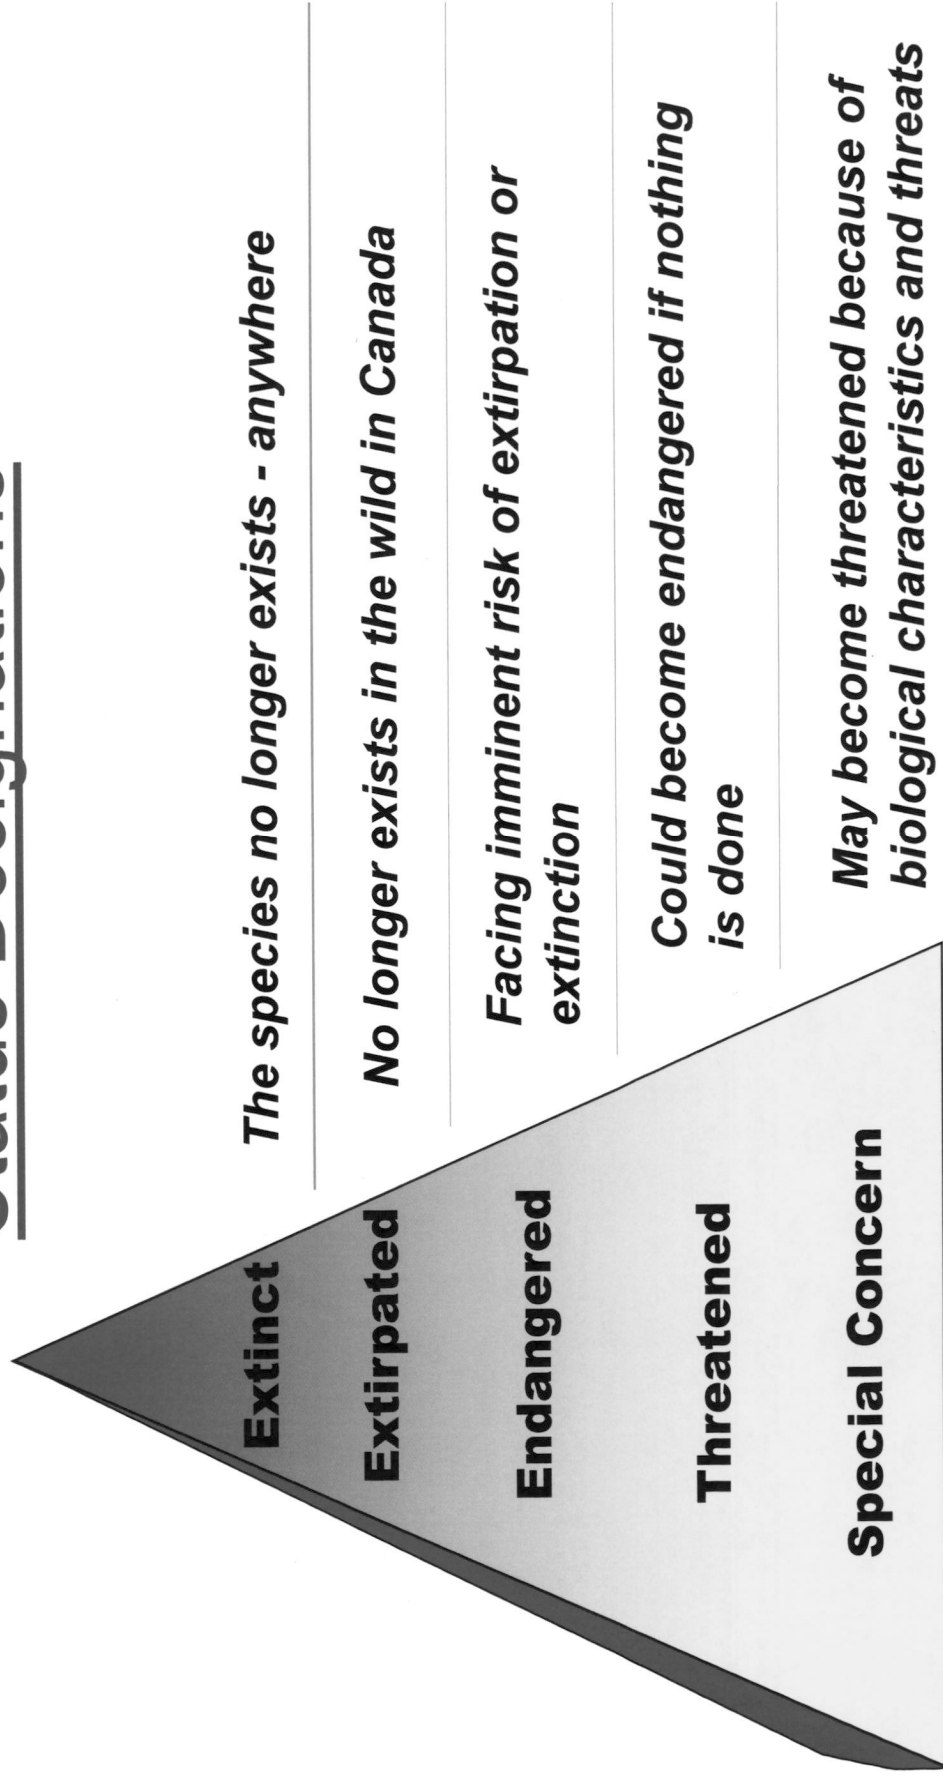 Extinct
The species no longer exists - anywhere
Extirpated
No longer exists in the wild in Canada
Endangered
Facing imminent risk of extirpation or
extinction
Threatened
Could become endangered if nothing
is done
Special Concern
May become threatened because of
biological characteristics and threats